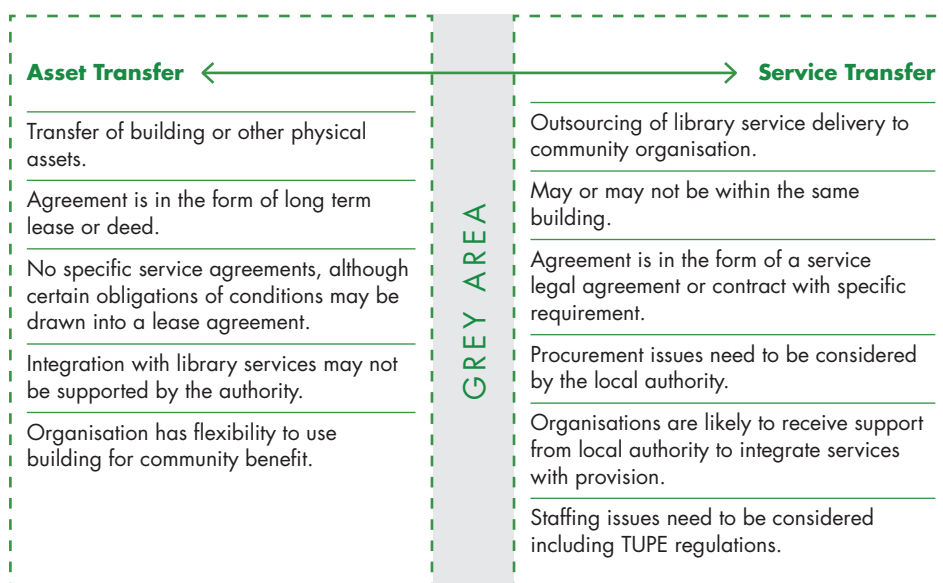 Asset Transfer
Transfer of building or other physical
assets.
Agreement is in the form of long term
lease or deed.
No specific service agreements, although
certain obligations of conditions may be
drawn into a lease agreement.
Integration with library services may not
be supported by the authority.
Organisation has flexibility to use
building for community benefit.
GREY AREA
Service Transfer
Outsourcing of library service delivery to
community organisation.
May or may not be within the same
building.
Agreement is in the form of a service
legal agreement or contract with specific
requirement.
Procurement issues need to be considered
by the local authority.
Organisations are likely to receive support
from local authority to integrate services
with provision.
Staffing issues need to be considered
including TUPE regulations.